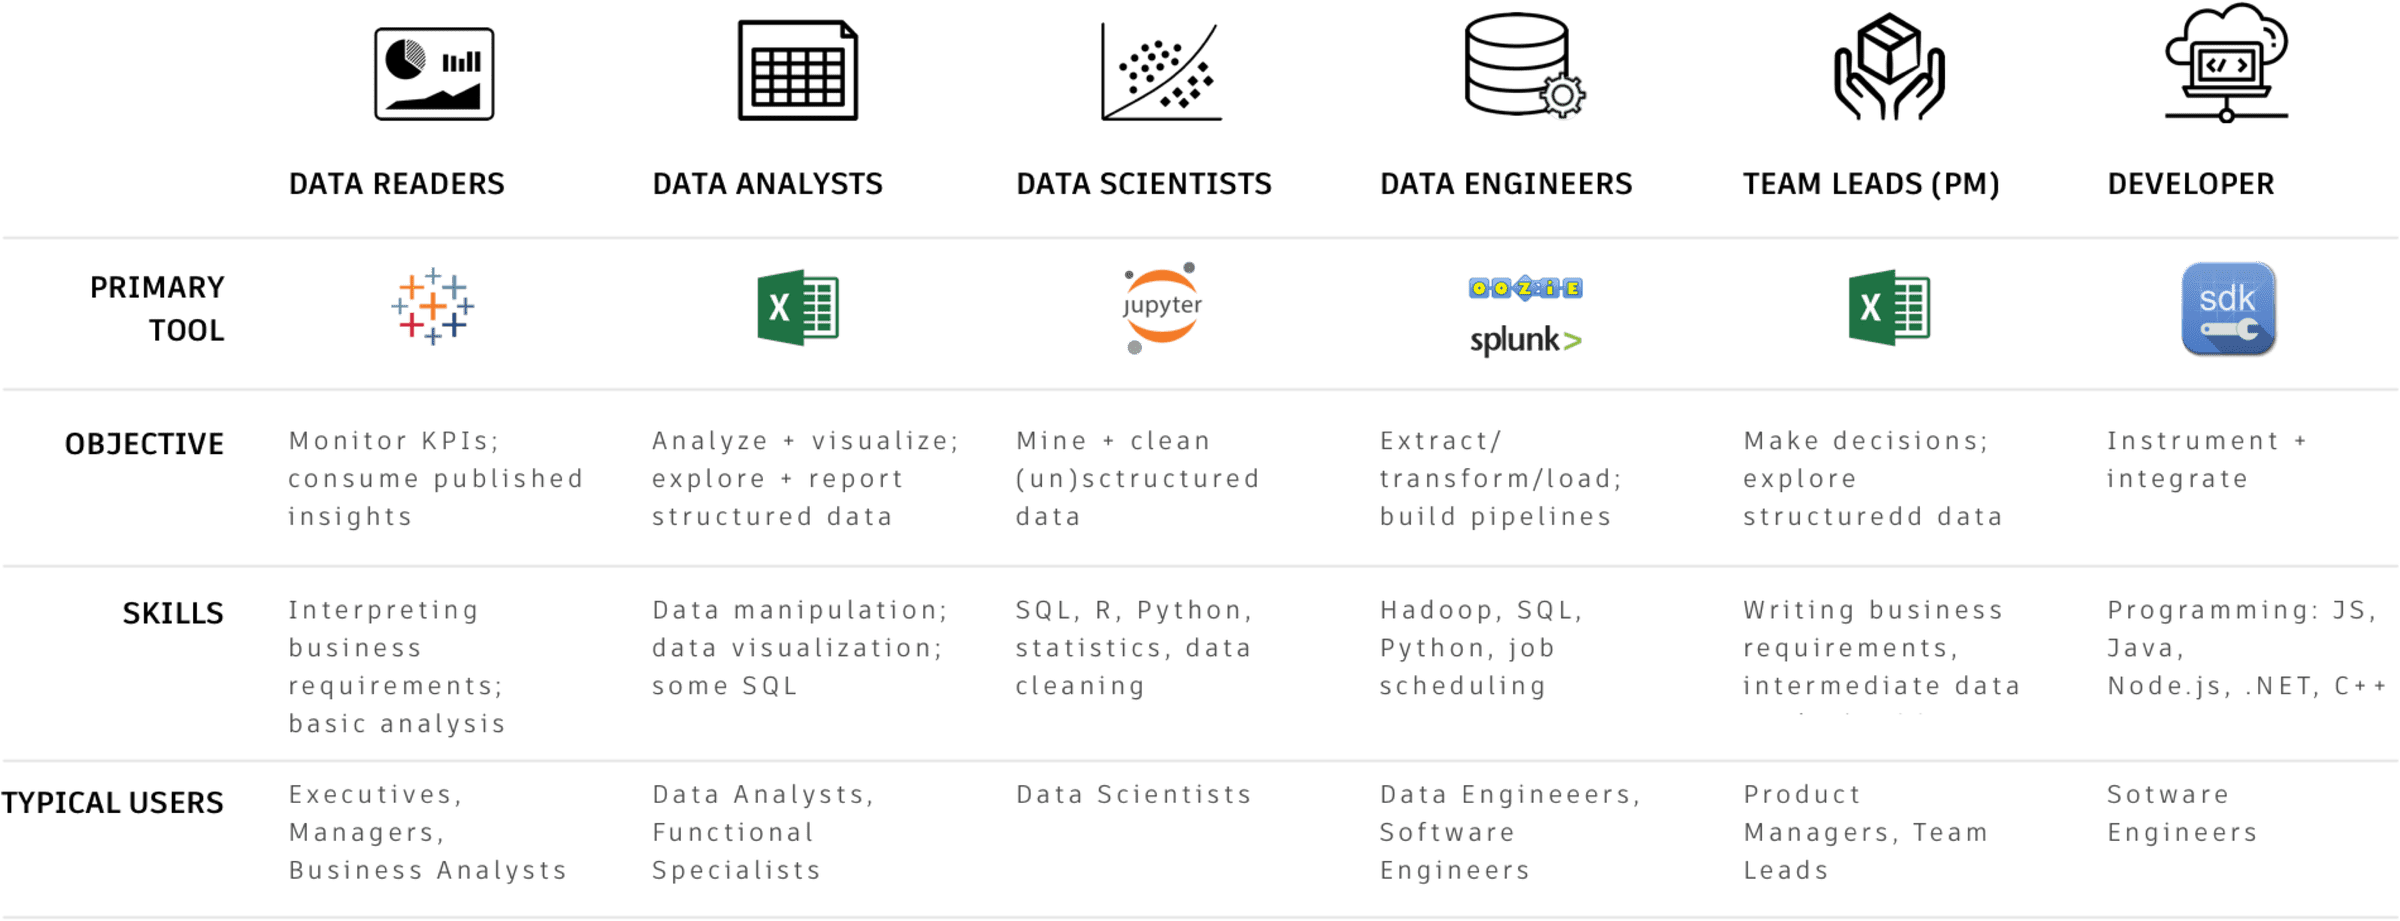 DATA READERS
DATA ANALYSTS
DATA SCIENTISTS
DATA ENGINEERS
TEAM LEADS (PM)
DEVELOPER
PRIMARY
TOOL
X
jupyter
OOZiE
splunk>
X
sdk
OBJECTIVE
Monitor KPIs;
consume published
insights
Analyze + visualize;
explore + report
structured data
Mine + clean
(un)sctructured
data
Extract/
transform/load;
build pipelines
Make decisions;
explore
structuredd data
Instrument +
integrate
SKILLS
Interpreting
business
requirements;
basic analysis
Data manipulation;
data visualization;
some SQL
SQL, R, Python,
statistics, data
cleaning
Hadoop, SQL,
Python, job
scheduling
Writing business
requirements,
intermediate data
Programming: JS,
Java,
Node.js, .NET, C++
TYPICAL USERS
Executives,
Managers,
Business Analysts
Data Analysts,
Functional
Specialists
Data Scientists
Data Engineeers,
Software
Engineers
Product
Managers, Team
Leads
Sotware
Engineers